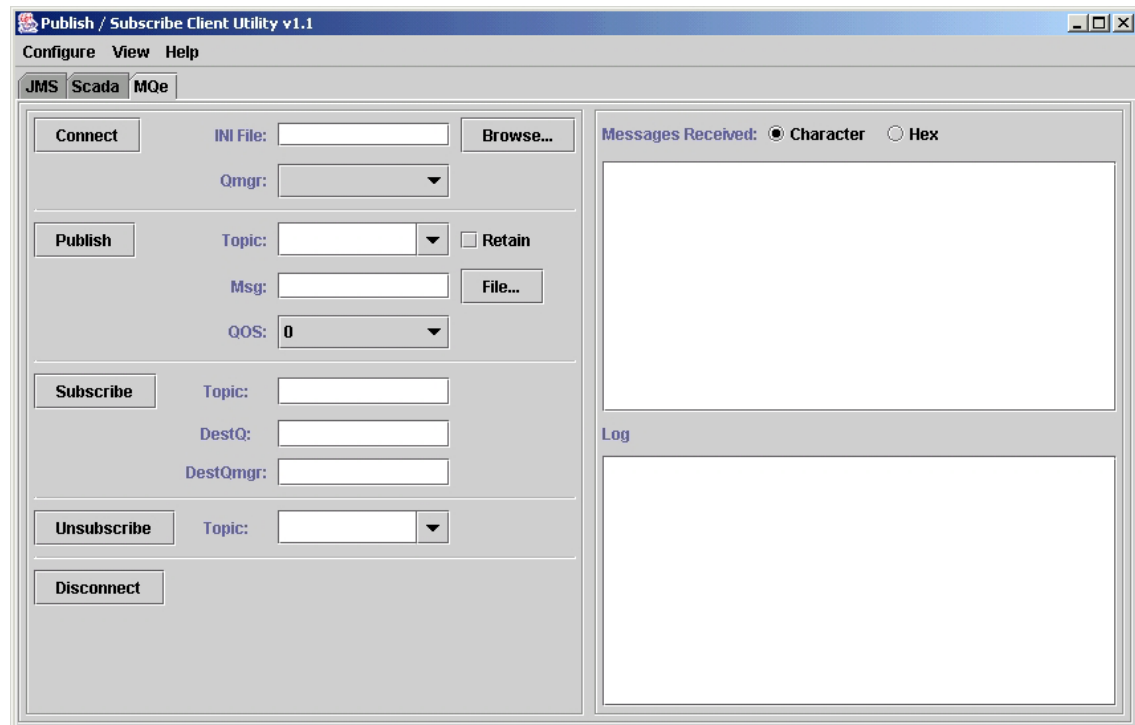 Publish / Subscribe Client Utility v1.1
Configure View Help
JMS Scada MQe
Connect INI File: Browse...
Qmgr:
Publish Topic: Retain
Msg: File...
QOS: 0
Subscribe Topic:
DestQ:
DestQmgr:
Unsubscribe Topic:
Disconnect
Messages Received: Character Hex
Log